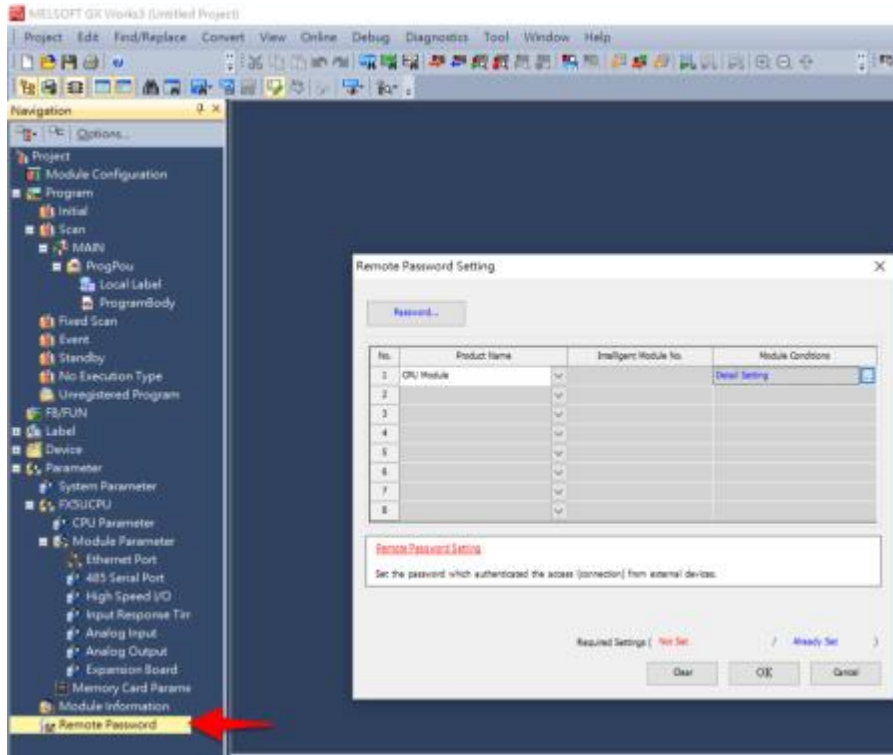 MELSOFT GX Works3 (Untitled Project)
Project Edit Find/Replace Convert View Online Debug Diagnostics Tool Window Help
Navigation
Options...
Project
Module Configuration
Program
Initial
Scan
MAIN
ProgPou
Local Label
ProgramBody
Fixed Scan
Event
Standby
No Execution Type
Unregistered Program
FB/FUN
Label
Device
Parameter
System Parameter
FX5UCPU
CPU Parameter
Module Parameter
Ethernet Port
485 Serial Port
High Speed I/O
Input Response Tim
Analog Input
Analog Output
Expansion Board
Memory Card Parame
Module Information
Remote Password
Remote Password Setting
Password...
No. Product Name Intelligent Module No. Module Conditions
1 CPU Module Detail Setting
2
3
4
5
6
7
8
Remote Password Setting
Set the password which authenticated the access (connection) from external devices.
Required Settings ( Not Set / Already Set )
Clear OK Cancel